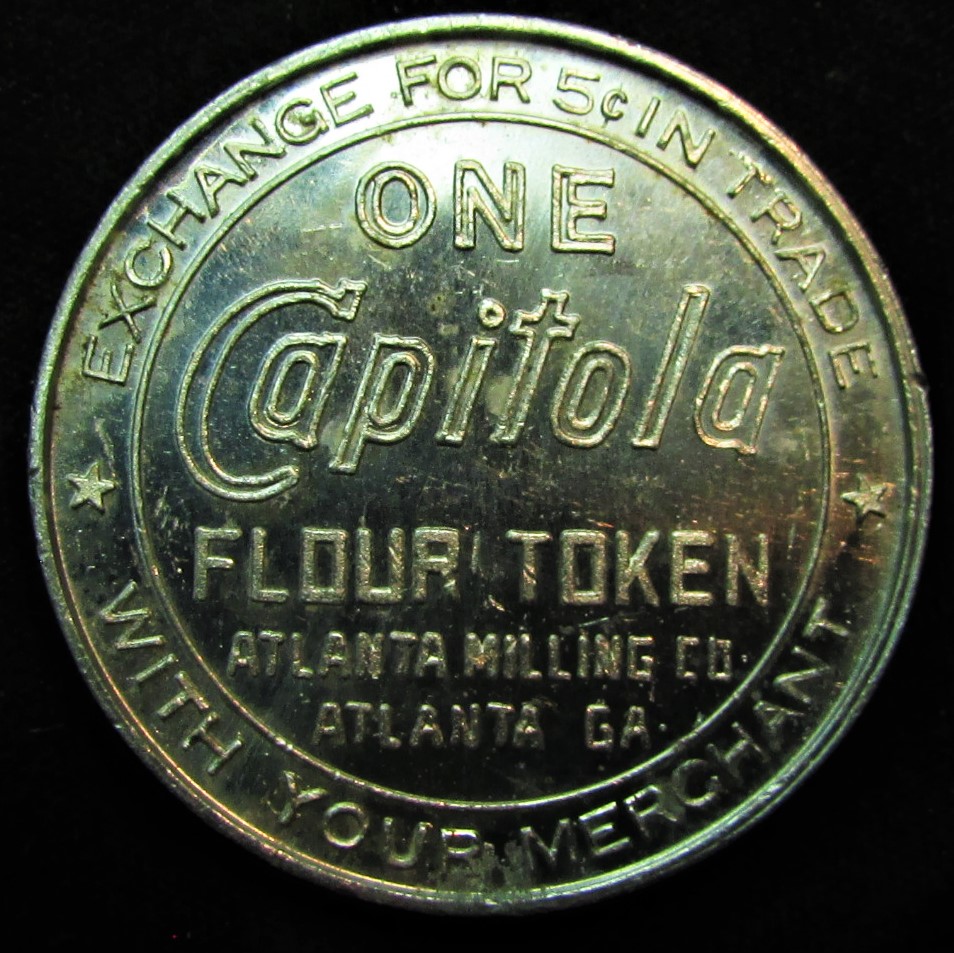 EXCHANGE FOR 5¢ IN TRADE
ONE
Capitola
FLOUR TOKEN
ATLANTA MILLING CO.
ATLANTA GA.
WITH YOUR MERCHANT